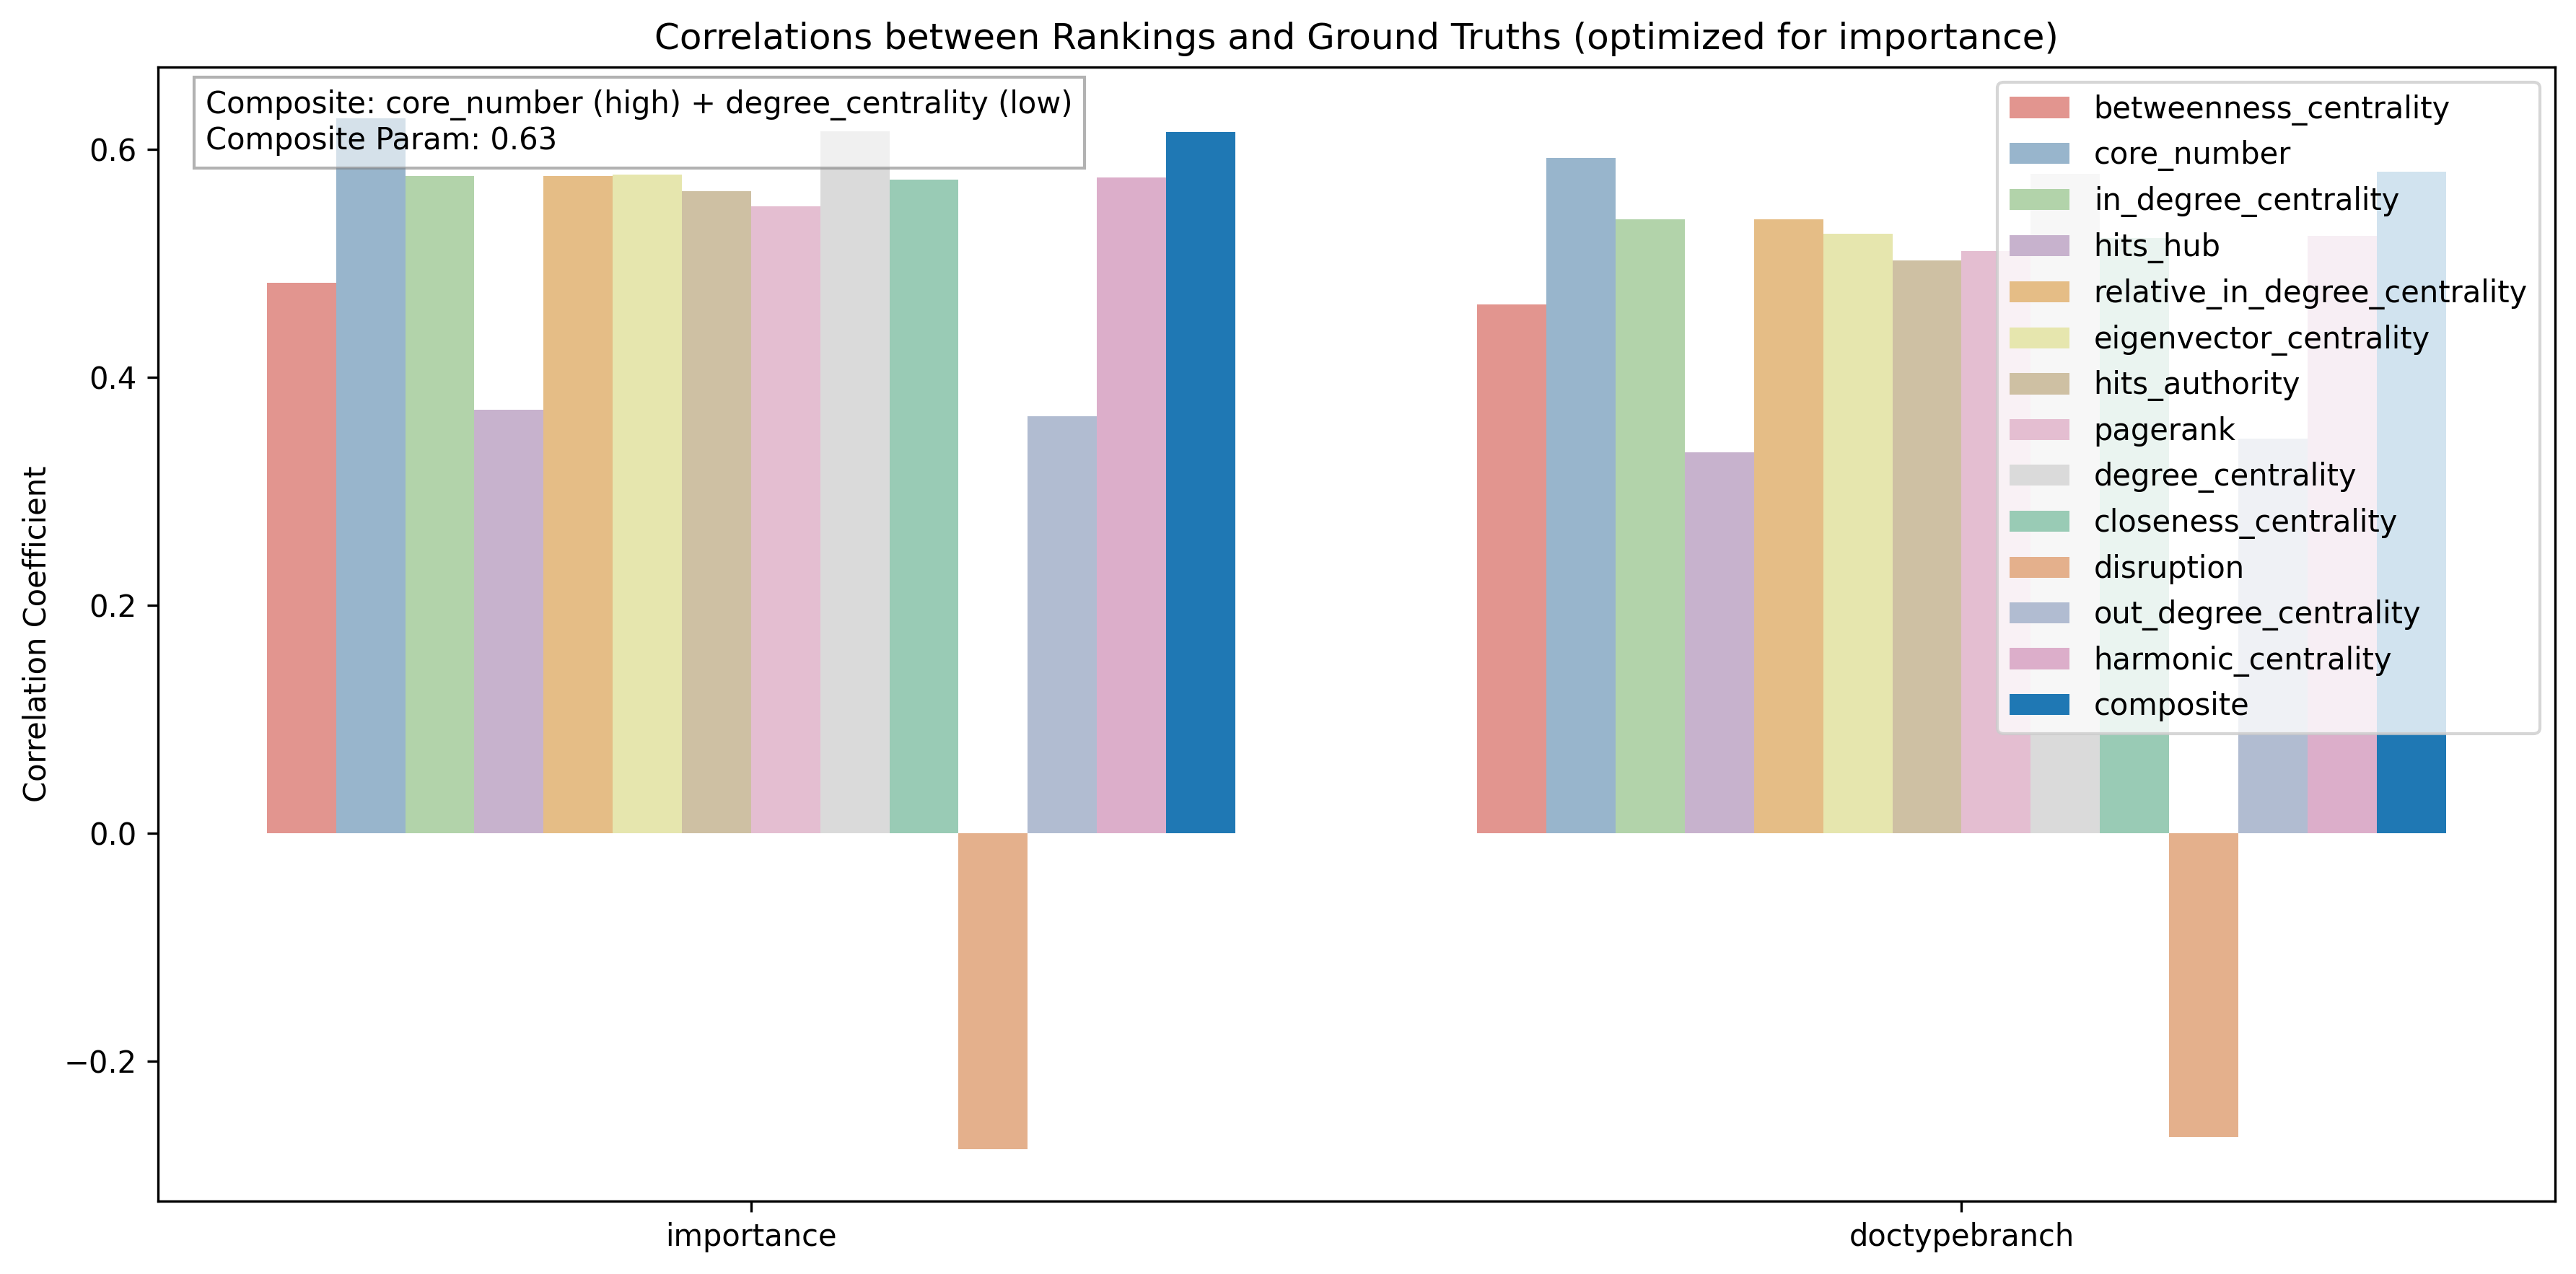 Correlations between Rankings and Ground Truths (optimized for importance)
Composite: core_number (high) + degree_centrality (low)
Composite Param: 0.63
betweenness_centrality
core_number
in_degree_centrality
hits_hub
relative_in_degree_centrality
eigenvector_centrality
hits_authority
pagerank
degree_centrality
closeness_centrality
disruption
out_degree_centrality
harmonic_centrality
composite
Correlation Coefficient
0.6
0.4
0.2
0.0
−0.2
importance
doctypebranch